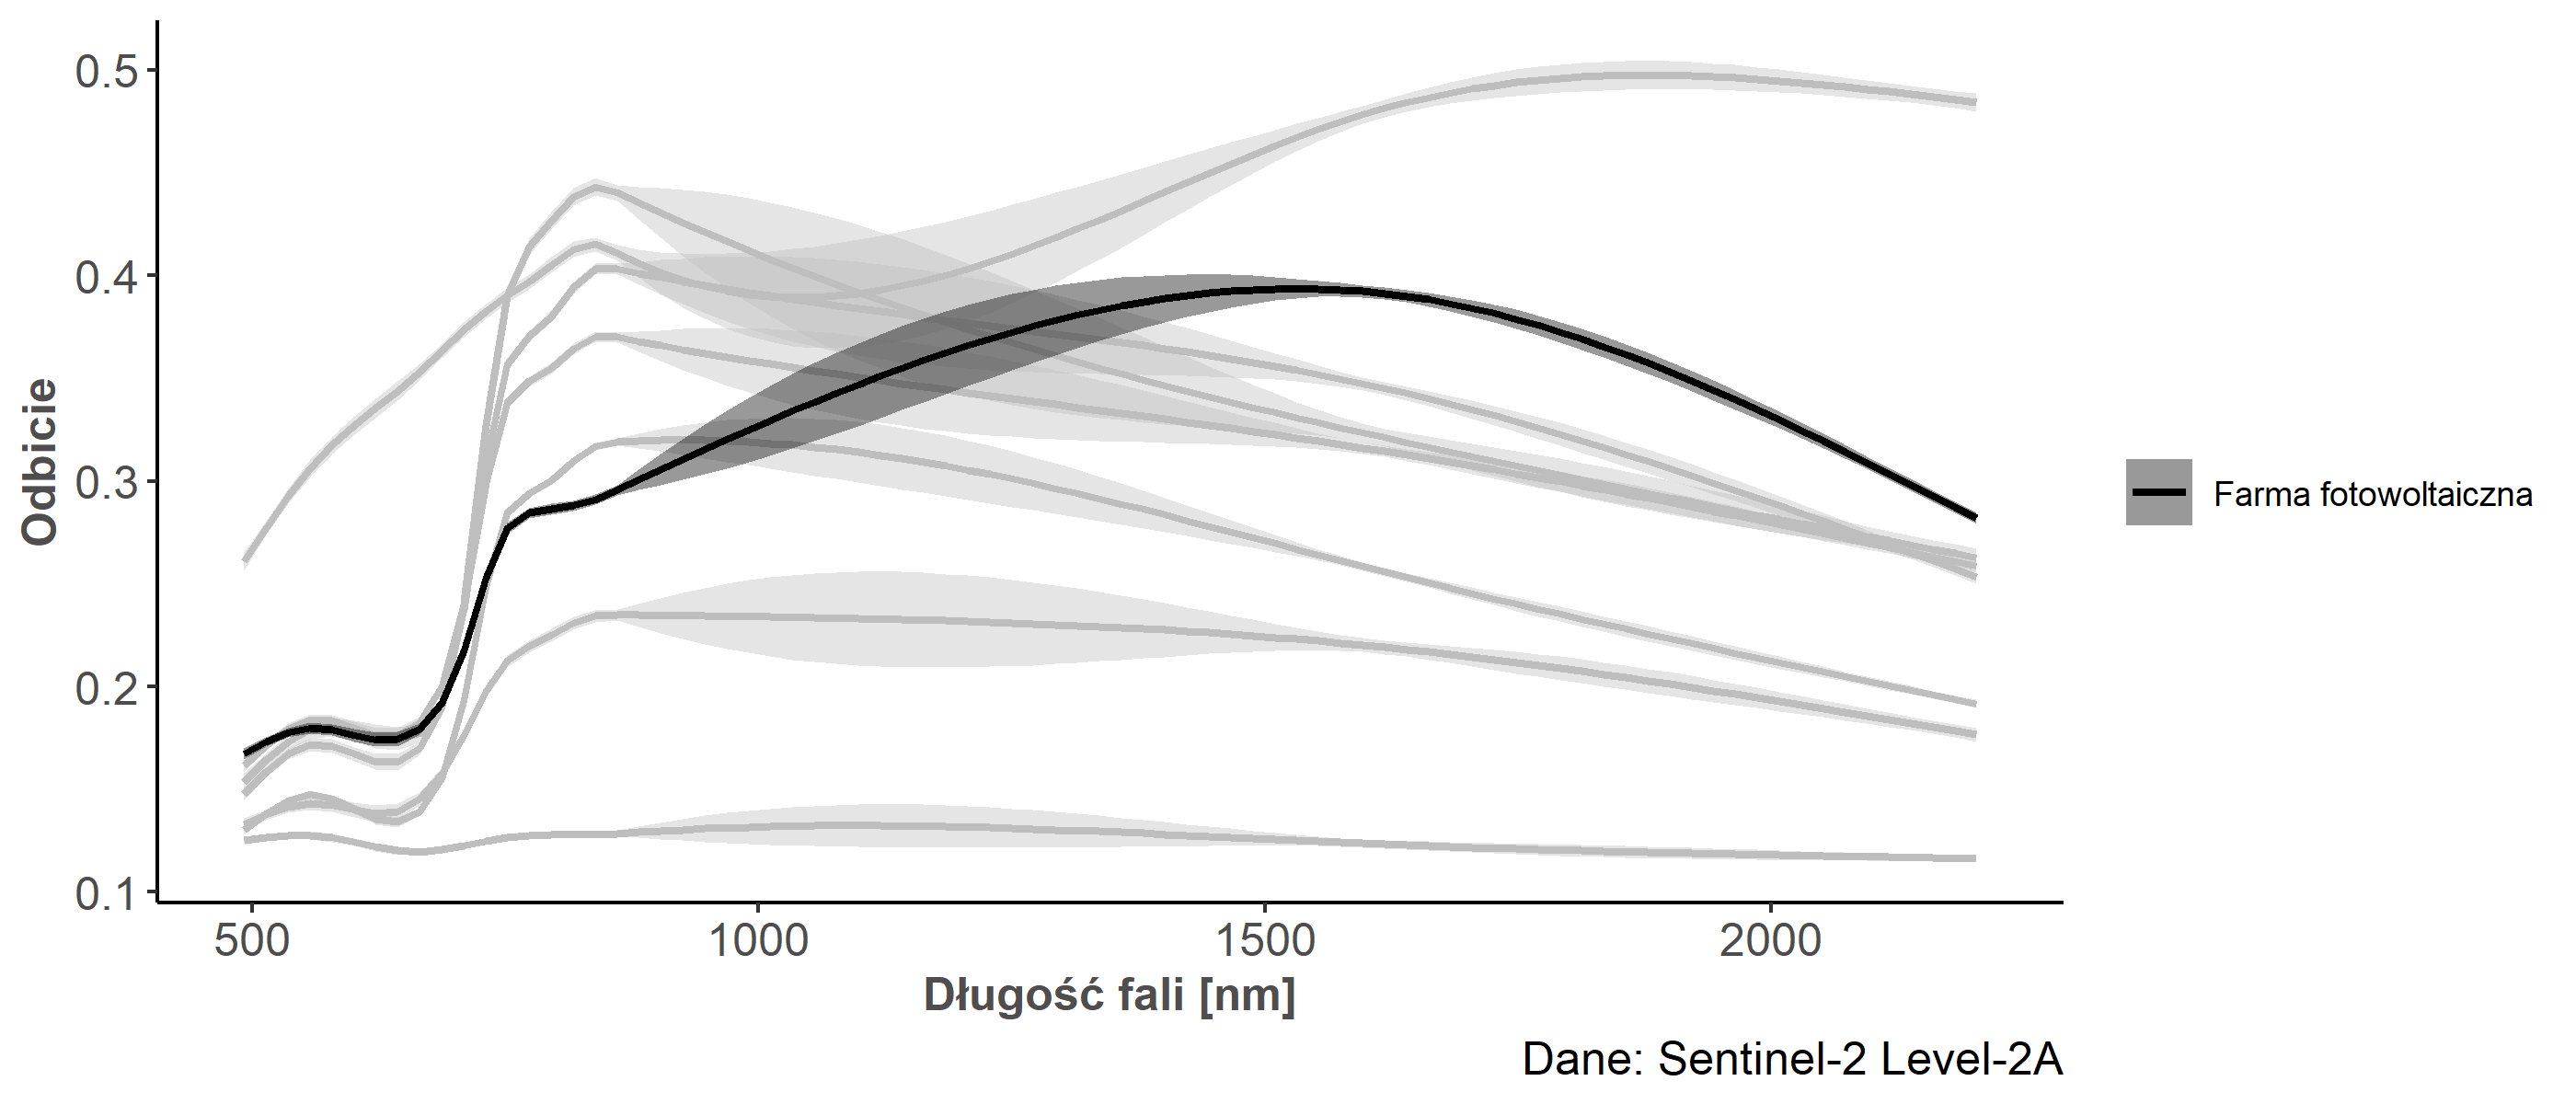 0.5
0.4
0.3
0.2
0.1
Odbicie
500 1000 1500 2000
Długość fali [nm]
Farma fotowoltaiczna
Dane: Sentinel-2 Level-2A